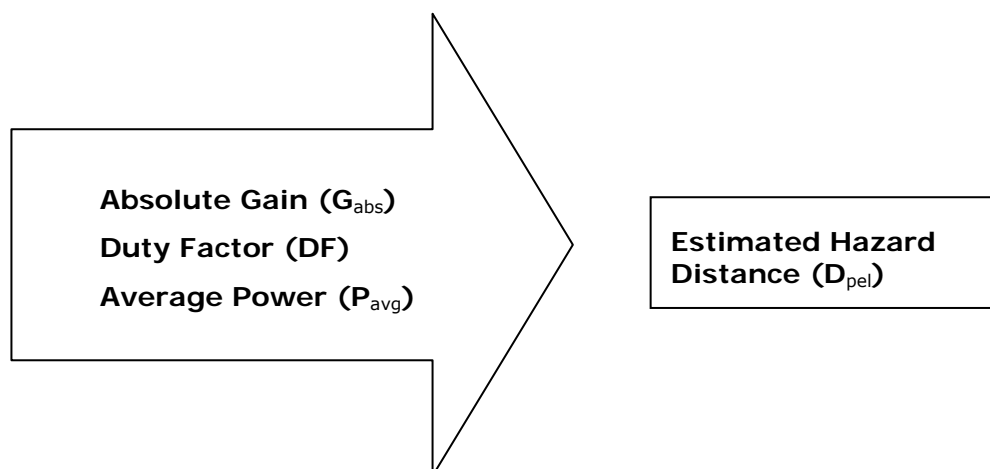 Absolute Gain (Gabs)
Duty Factor (DF)
Average Power (Pavg)
Estimated Hazard
Distance (Dpel)